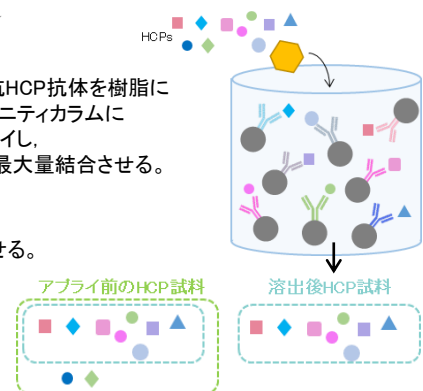 HCPs
抗HCP抗体を樹脂に
ニティカラムに
イし,
最大量結合させる。
せる。
アプライ前のHCP試料
溶出後HCP試料